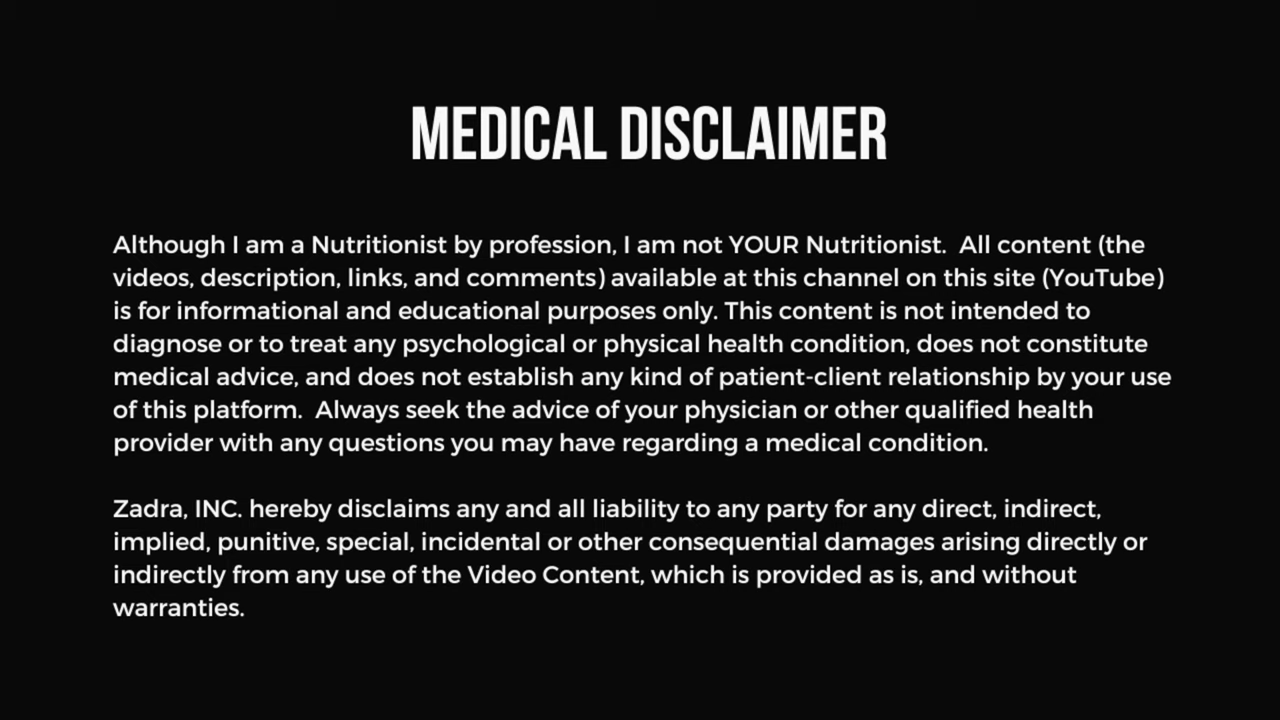 MEDICAL DISCLAIMER
Although I am a Nutritionist by profession, I am not YOUR Nutritionist.  All content (the
videos, description, links, and comments) available at this channel on this site (YouTube)
is for informational and educational purposes only. This content is not intended to
diagnose or to treat any psychological or physical health condition, does not constitute
medical advice, and does not establish any kind of patient-client relationship by your use
of this platform.  Always seek the advice of your physician or other qualified health
provider with any questions you may have regarding a medical condition.
Zadra, INC. hereby disclaims any and all liability to any party for any direct, indirect,
implied, punitive, special, incidental or other consequential damages arising directly or
indirectly from any use of the Video Content, which is provided as is, and without
warranties.